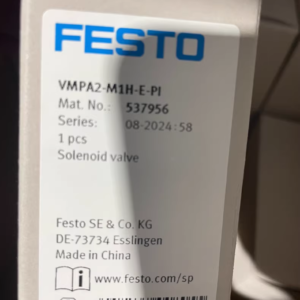 FESTO
VMPA2-M1H-E-PI
Mat. No.: 537956
Series: 08-2024:58
1 pcs
Solenoid valve
Festo SE & Co. KG
DE-73734 Esslingen
Made in China
www.festo.com/sp